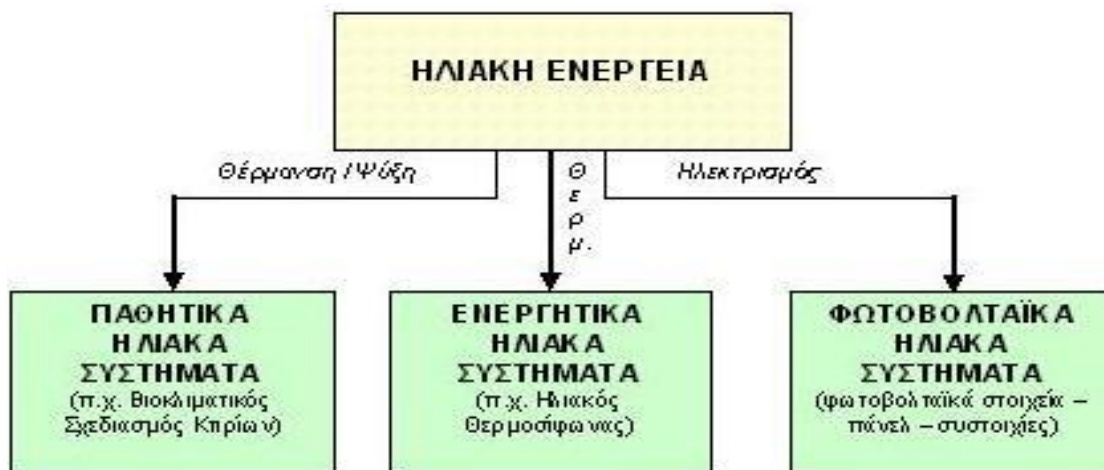 ΗΛΙΑΚΗ ΕΝΕΡΓΕΙΑ
Θέρμανση / Ψύξη
Θερμ.
Ηλεκτρισμός
ΠΑΘΗΤΙΚΑ
ΗΛΙΑΚΑ
ΣΥΣΤΗΜΑΤΑ
(π.χ. Βιοκλιματικός
Σχεδιασμός Κτιρίων)
ΕΝΕΡΓΗΤΙΚΑ
ΗΛΙΑΚΑ
ΣΥΣΤΗΜΑΤΑ
(π.χ. Ηλιακός
Θερμοσίφωνας)
ΦΩΤΟΒΟΛΤΑΪΚΑ
ΗΛΙΑΚΑ
ΣΥΣΤΗΜΑΤΑ
(φωτοβολταϊκά στοιχεία –
πάνελ – συστοιχίες)